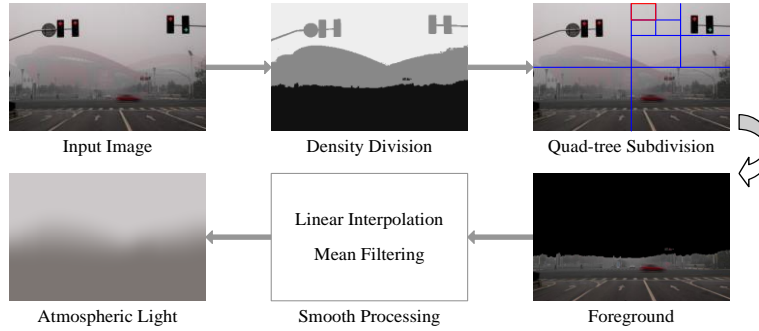 Input Image
Density Division
Quad-tree Subdivision
Linear Interpolation
Mean Filtering
Atmospheric Light
Smooth Processing
Foreground